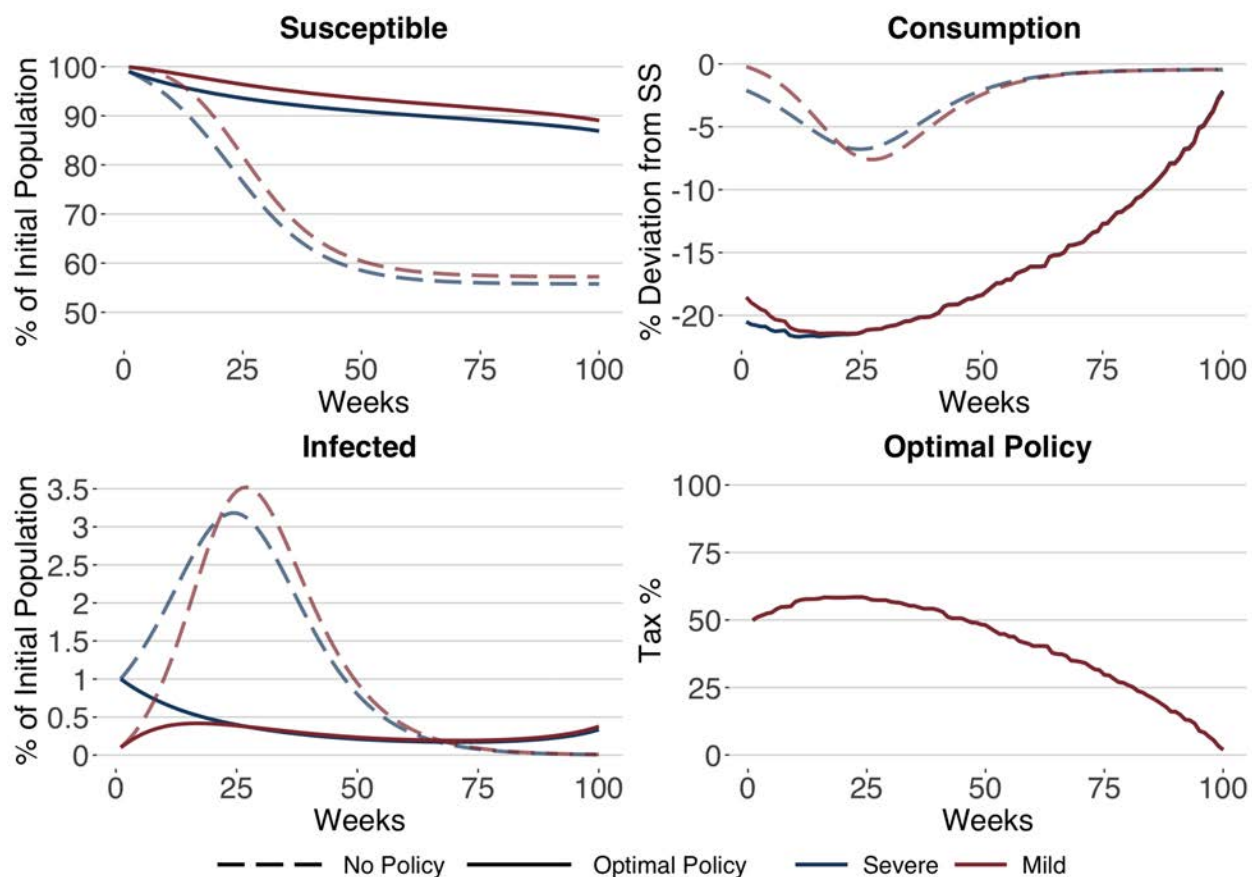 Susceptible
% of Initial Population
100
90
80
70
60
50
0 25 50 75 100
Weeks
Consumption
% Deviation from SS
0
-5
-10
-15
-20
0 25 50 75 100
Weeks
Infected
% of Initial Population
3.5
3
2.5
2
1.5
1
0.5
0
0 25 50 75 100
Weeks
Optimal Policy
Tax %
100
75
50
25
0
0 25 50 75 100
Weeks
No Policy Optimal Policy Severe Mild